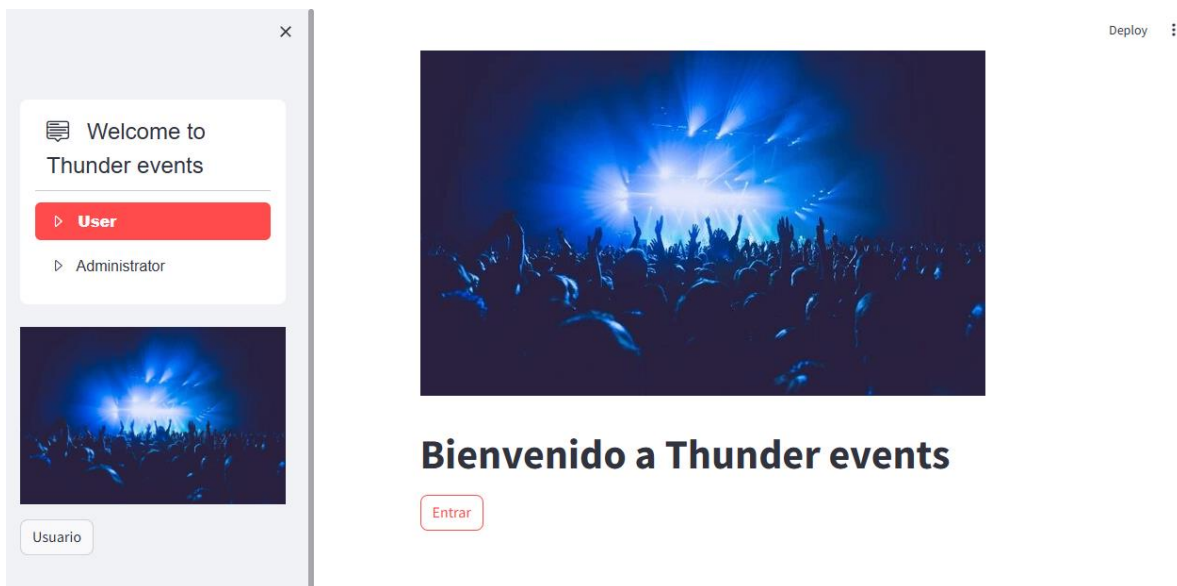 Welcome to
Thunder events
User
Administrator
Usuario
Deploy
Bienvenido a Thunder events
Entrar